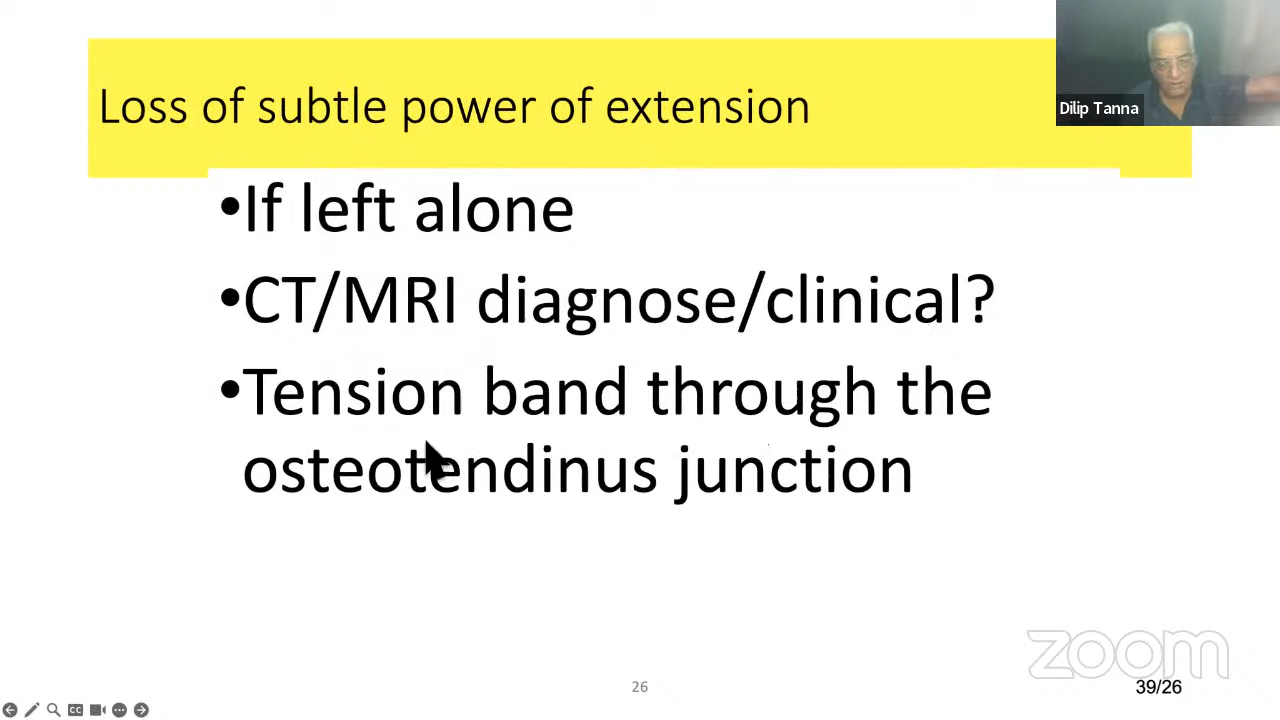 Loss of subtle power of extension
Dilip Tanna
•If left alone
•CT/MRI diagnose/clinical?
•Tension band through the
osteotendinus junction
zoom
26
39/26
CC